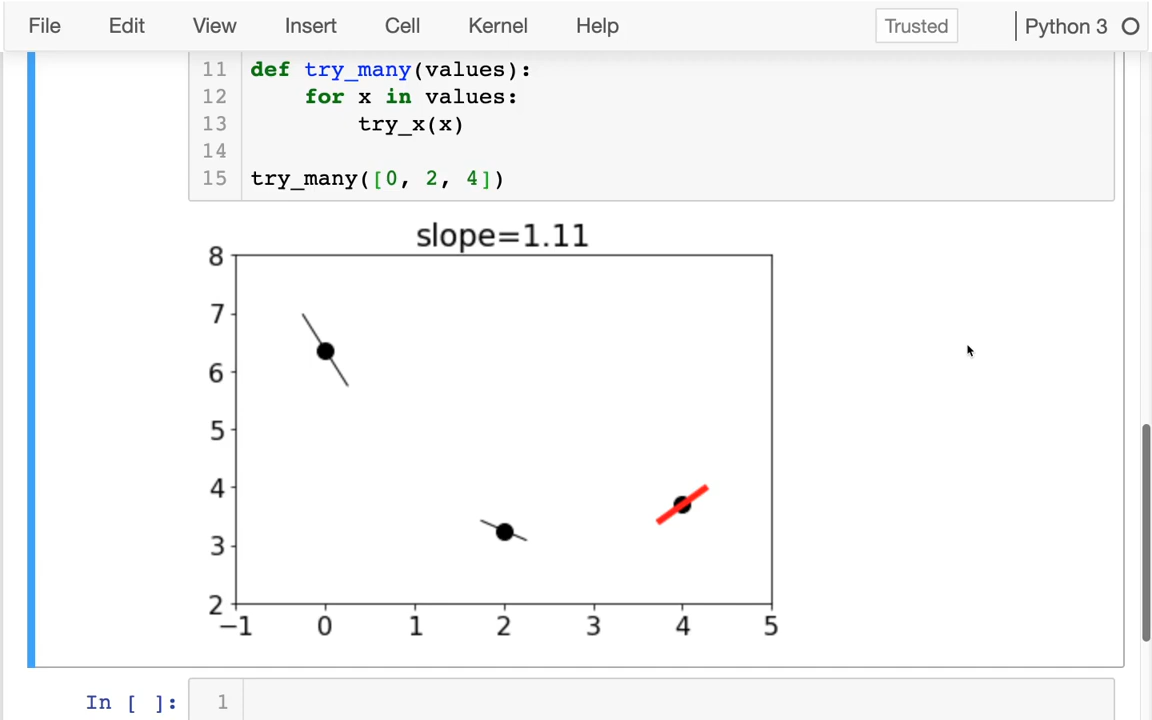 File Edit View Insert Cell Kernel Help Trusted Python 3
11 def try_many(values):
12     for x in values:
13         try_x(x)
14
15 try_many([0, 2, 4])
slope=1.11
8
7
6
5
4
3
2
−1 0 1 2 3 4 5
In [ ]: 1